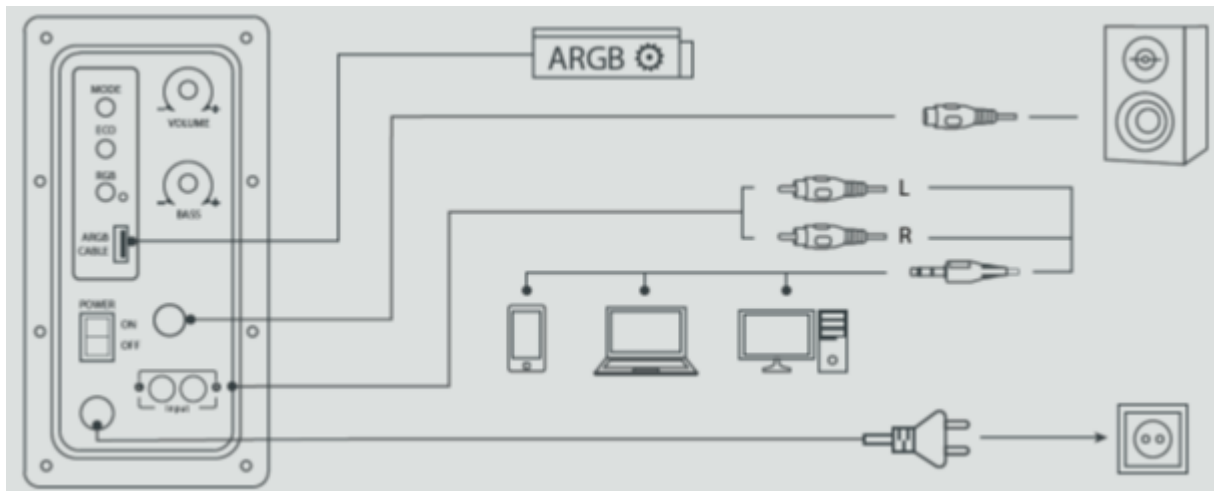 MODE
ECO
RGB
ARGB
CABLE
- +
VOLUME
- +
BASS
POWER
ON
OFF
Input
ARGB
L
R